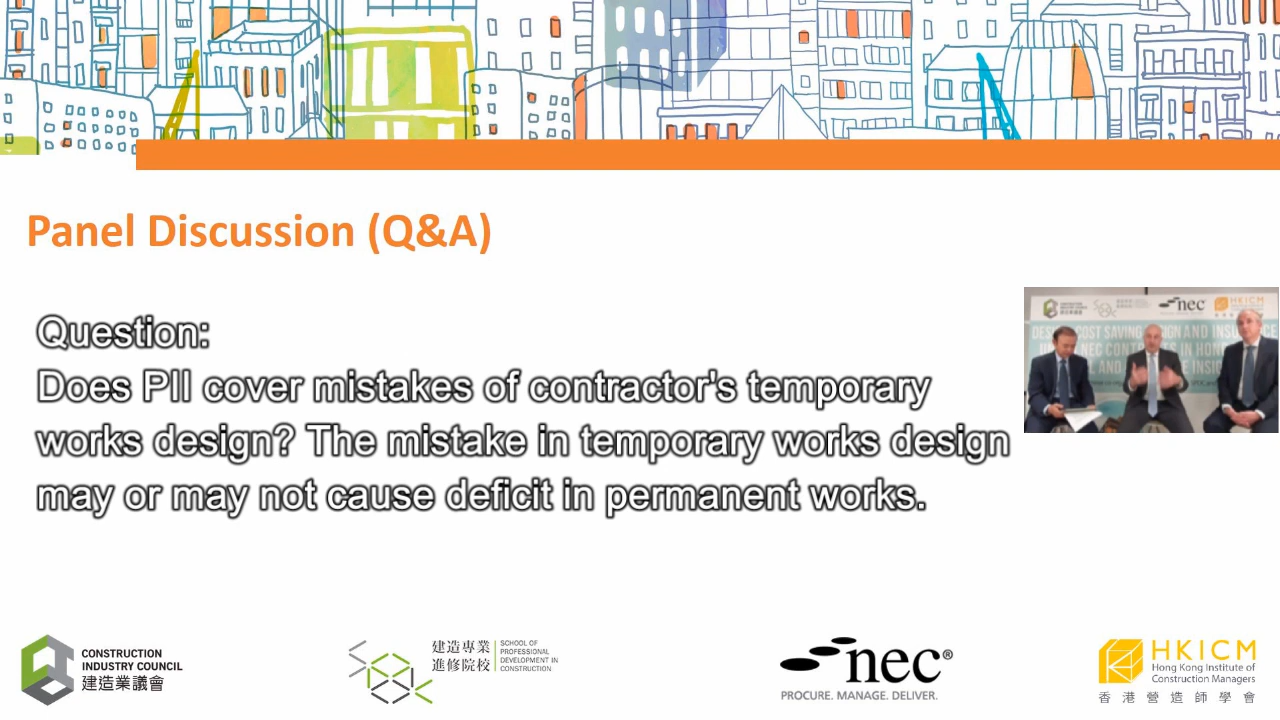 Panel Discussion (Q&A)
Question:
Does PII cover mistakes of contractor's temporary
works design? The mistake in temporary works design
may or may not cause deficit in permanent works.
nec
HKICM
CONSTRUCTION
INDUSTRY COUNCIL
建造業議會
建造專業
進修院校
SCHOOL OF
PROFESSIONAL
DEVELOPMENT IN
CONSTRUCTION
nec®
PROCURE. MANAGE. DELIVER.
HKICM
Hong Kong Institute of
Construction Managers
香港營造師學會